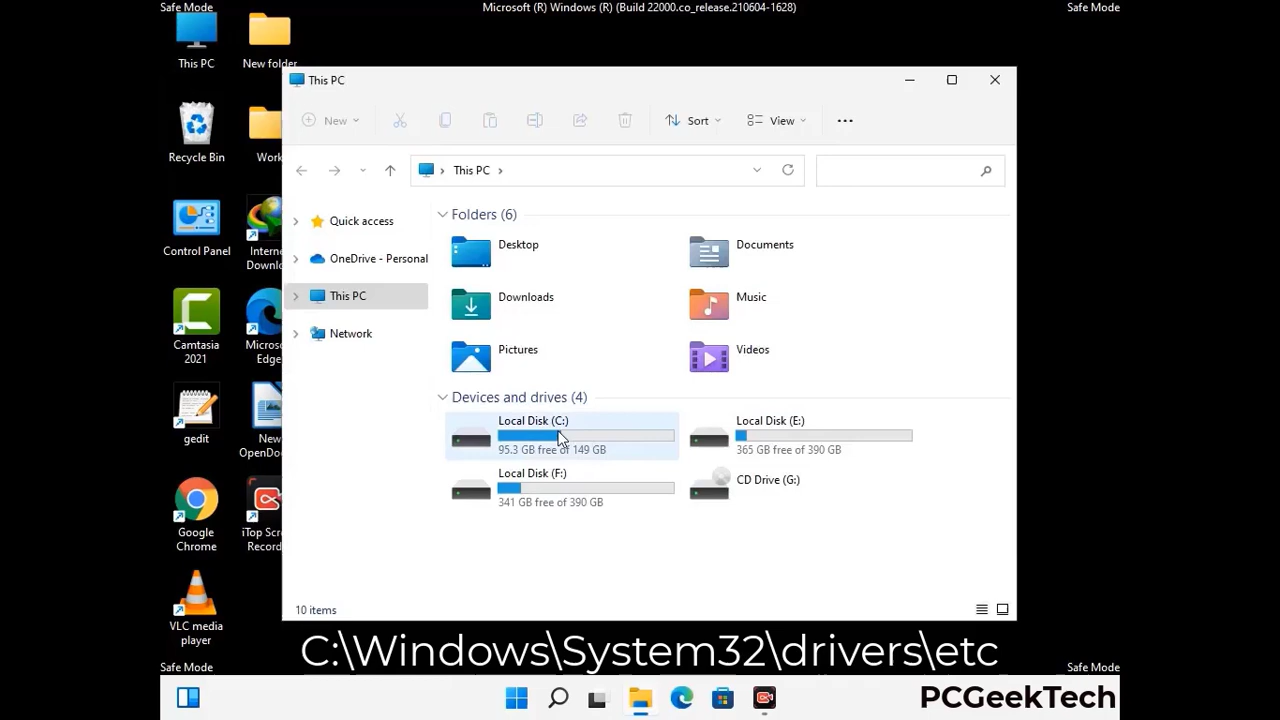 Safe Mode
Microsoft (R) Windows (R) (Build 22000.co_release.210604-1628)
Safe Mode
This PC
New folder
Recycle Bin
Work
Control Panel
Interne
Downlo
Camtasia
2021
Micros
Edge
gedit
New
OpenDo
Google
Chrome
iTop Scre
Record
VLC media
player
This PC
New
Sort
View
This PC
Quick access
OneDrive - Personal
This PC
Network
Folders (6)
Desktop
Documents
Downloads
Music
Pictures
Videos
Devices and drives (4)
Local Disk (C:)
95.3 GB free of 149 GB
Local Disk (E:)
365 GB free of 390 GB
Local Disk (F:)
341 GB free of 390 GB
CD Drive (G:)
10 items
C:\Windows\System32\drivers\etc
Safe Mode
Safe Mode
PCGeekTech